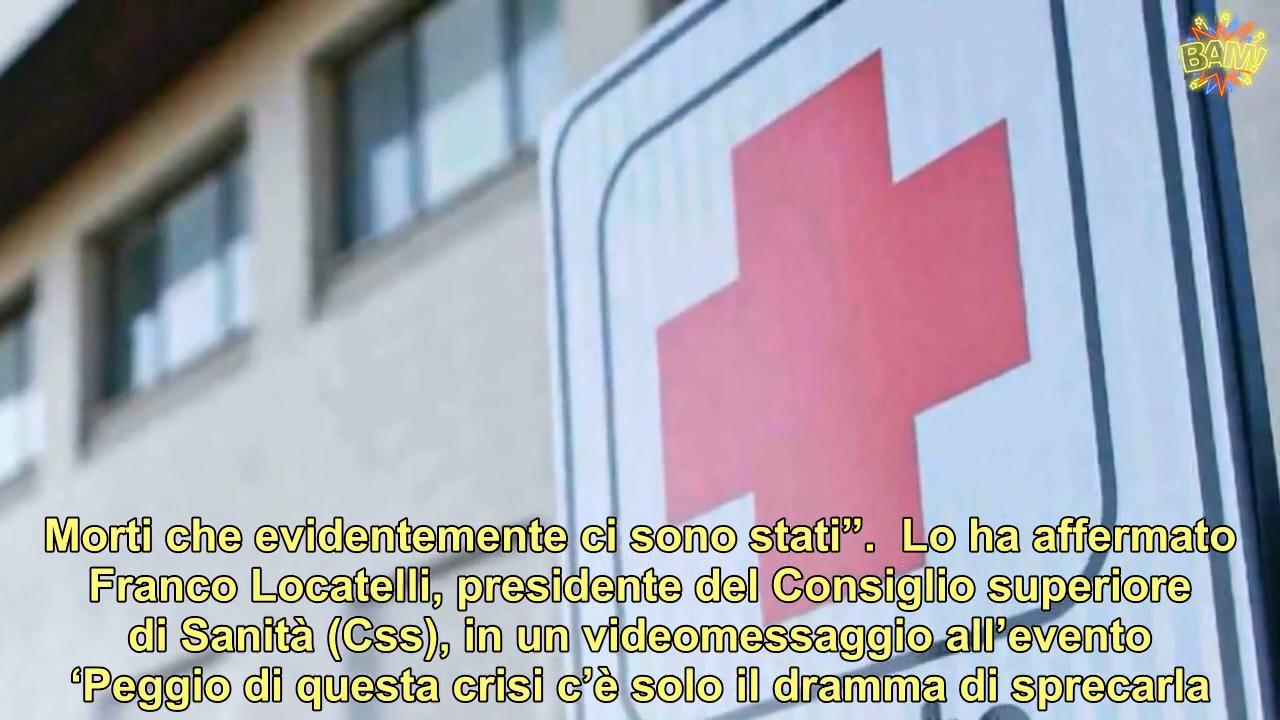 BAM!
Morti che evidentemente ci sono stati”. Lo ha affermato
Franco Locatelli, presidente del Consiglio superiore
di Sanità (Css), in un videomessaggio all’evento
‘Peggio di questa crisi c’è solo il dramma di sprecarla